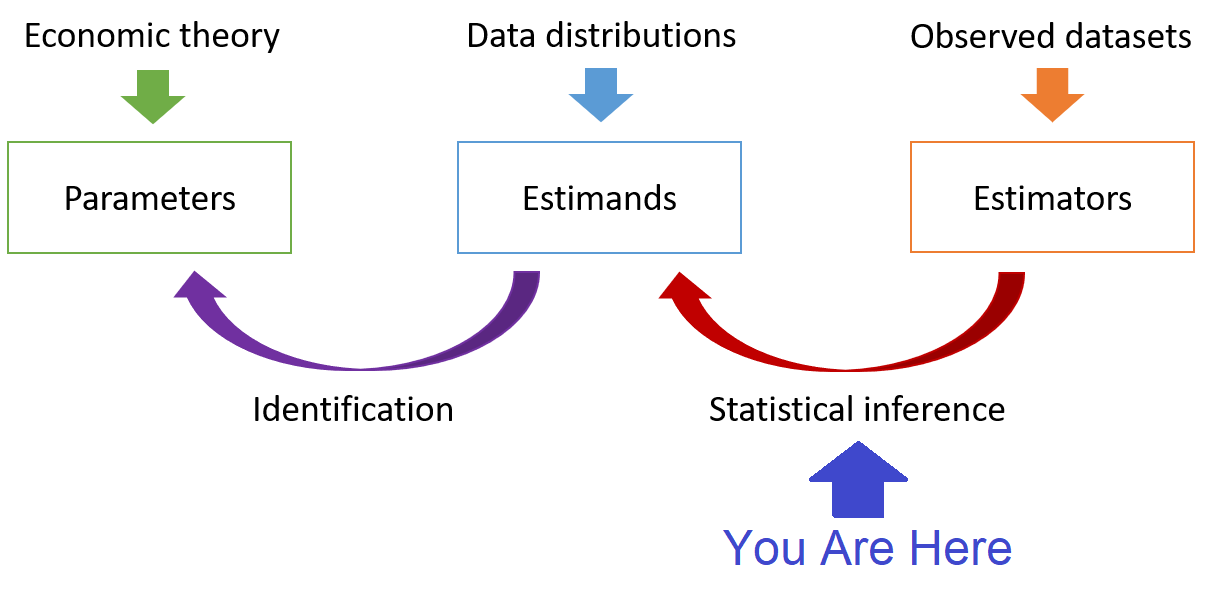 Economic theory
Data distributions
Observed datasets
Parameters
Estimands
Estimators
Identification
Statistical inference
You Are Here